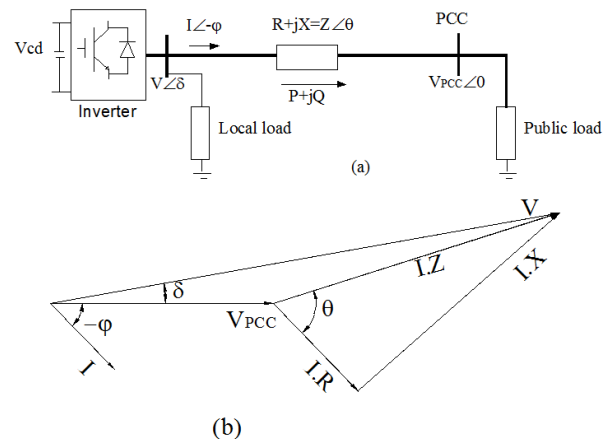 I∠-φ
R+jX=Z∠θ
PCC
Vcd
V∠δ
P+jQ
VPCC∠0
Inverter
Local load
Public load
(a)
V
I.Z
I.X
δ
VPCC
θ
−φ
I
I.R
(b)